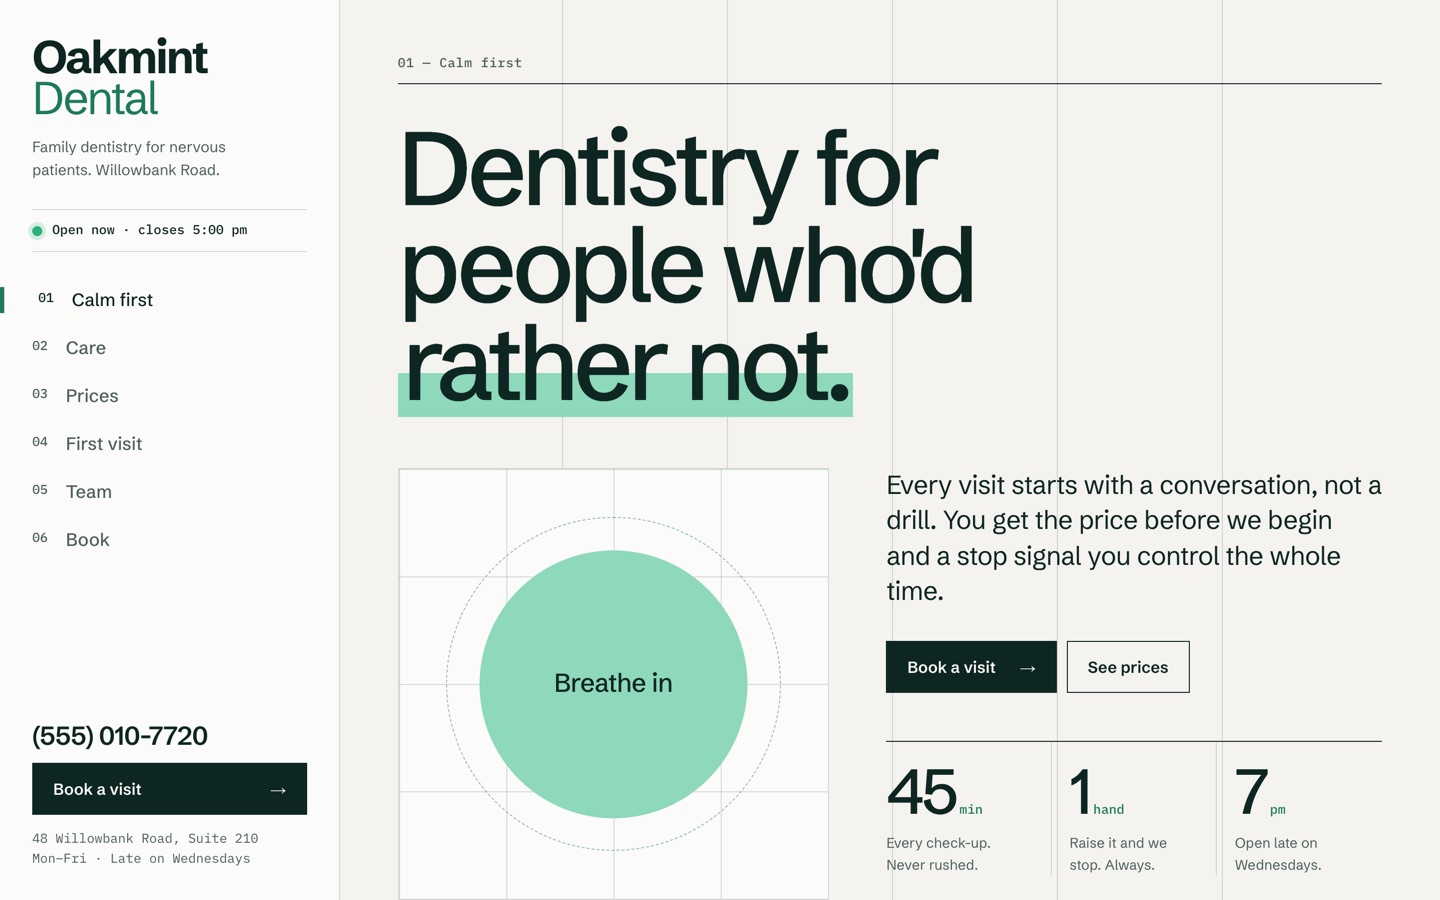 Oakmint
Dental
Family dentistry for nervous
patients. Willowbank Road.
Open now · closes 5:00 pm
01 Calm first
02 Care
03 Prices
04 First visit
05 Team
06 Book
(555) 010-7720
Book a visit →
48 Willowbank Road, Suite 210
Mon–Fri · Late on Wednesdays
01 — Calm first
Dentistry for
people who'd
rather not.
Breathe in
Every visit starts with a conversation, not a
drill. You get the price before we begin
and a stop signal you control the whole
time.
Book a visit →
See prices
45 min
Every check-up.
Never rushed.
1 hand
Raise it and we
stop. Always.
7 pm
Open late on
Wednesdays.